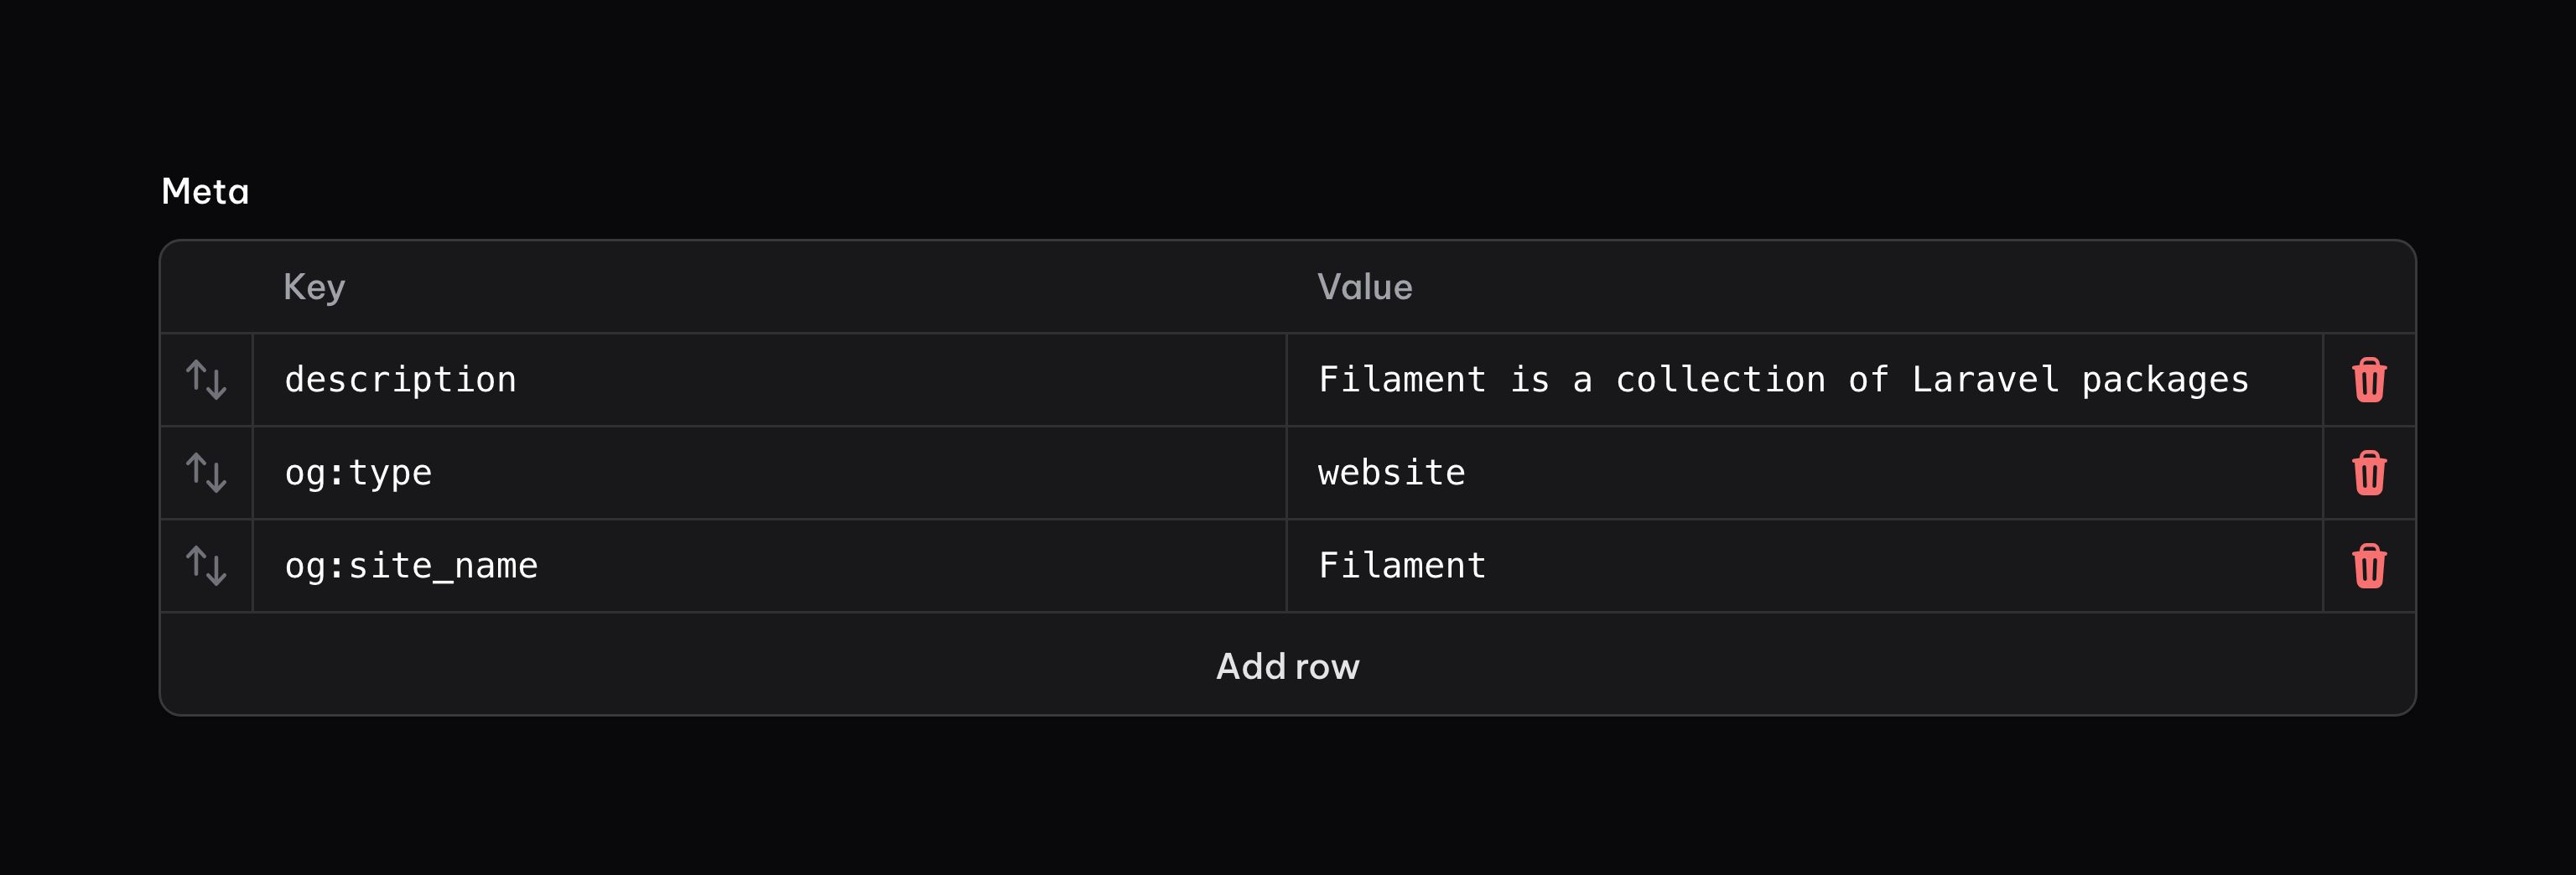 Meta
Key Value
description Filament is a collection of Laravel packages
og:type website
og:site_name Filament
Add row